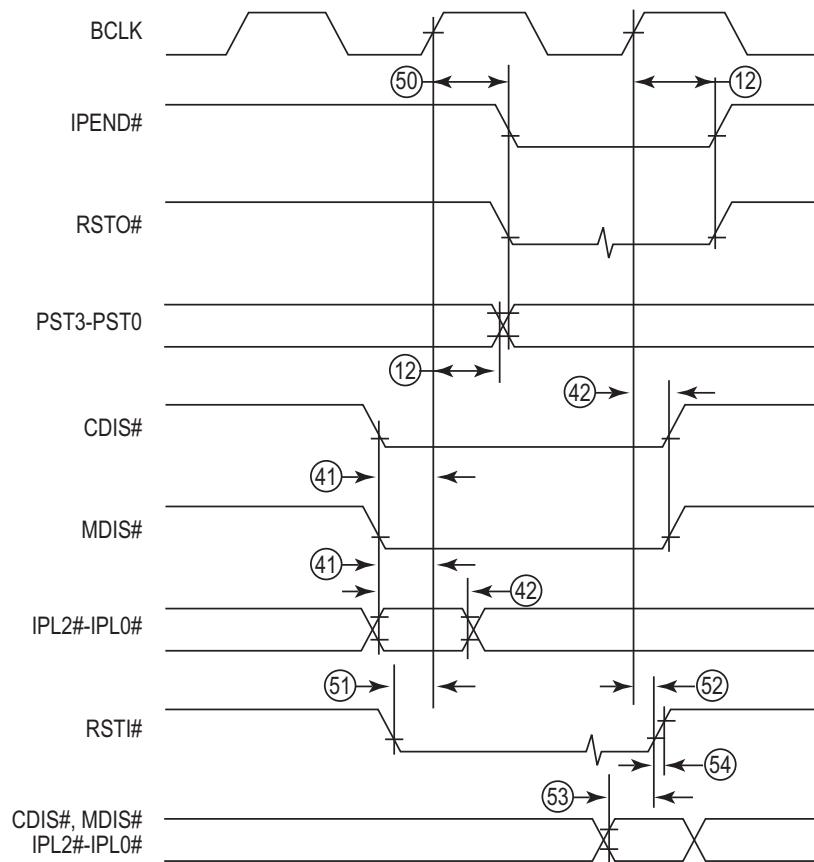 BCLK
50
12
IPEND#
RSTO#
PST3-PST0
12
42
CDIS#
41
MDIS#
41
42
IPL2#-IPL0#
51
52
RSTI#
54
53
CDIS#, MDIS#
IPL2#-IPL0#